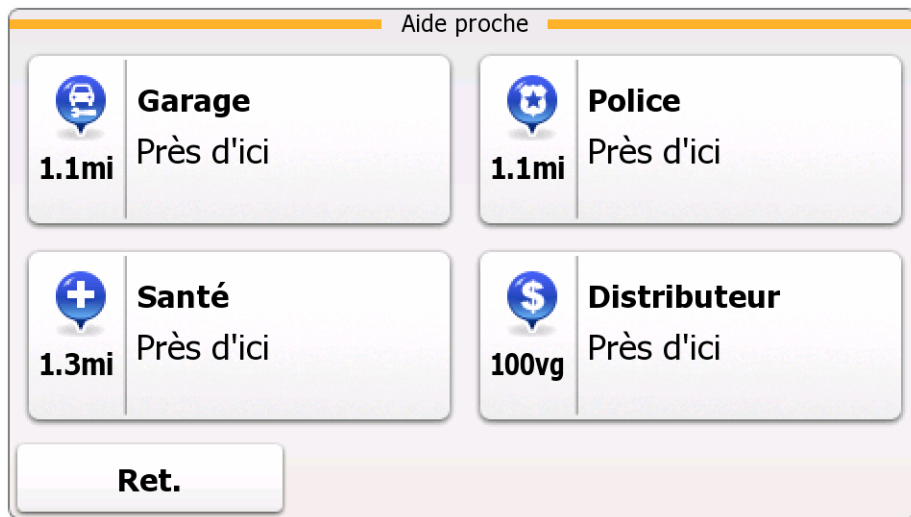 Aide proche
Garage
Près d'ici
1.1mi
Police
Près d'ici
1.1mi
Santé
Près d'ici
1.3mi
Distributeur
Près d'ici
100vg
Ret.